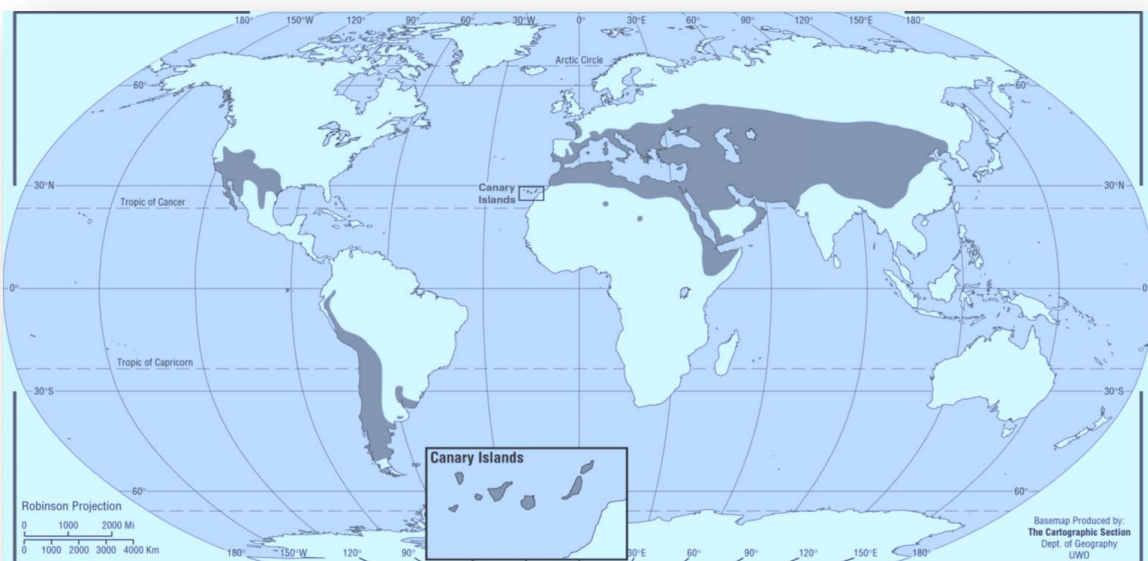 180°
150°W
120°W
90°W
60°W
30°W
0°
30°E
60°E
90°E
120°E
150°E
180°
Arctic Circle
60°
60°
Canary
Islands
30°N
30°N
Tropic of Cancer
0°
0°
Tropic of Capricorn
30°S
30°S
Canary Islands
60°
60°
Robinson Projection
0 1000 2000 Mi
0 1000 2000 3000 4000 Km
Basemap Produced by:
The Cartographic Section
Dept. of Geography
UWO
180°
150°W
120°W
90°
0°
30°E
60°E
90°E
120°E
150°E
180°